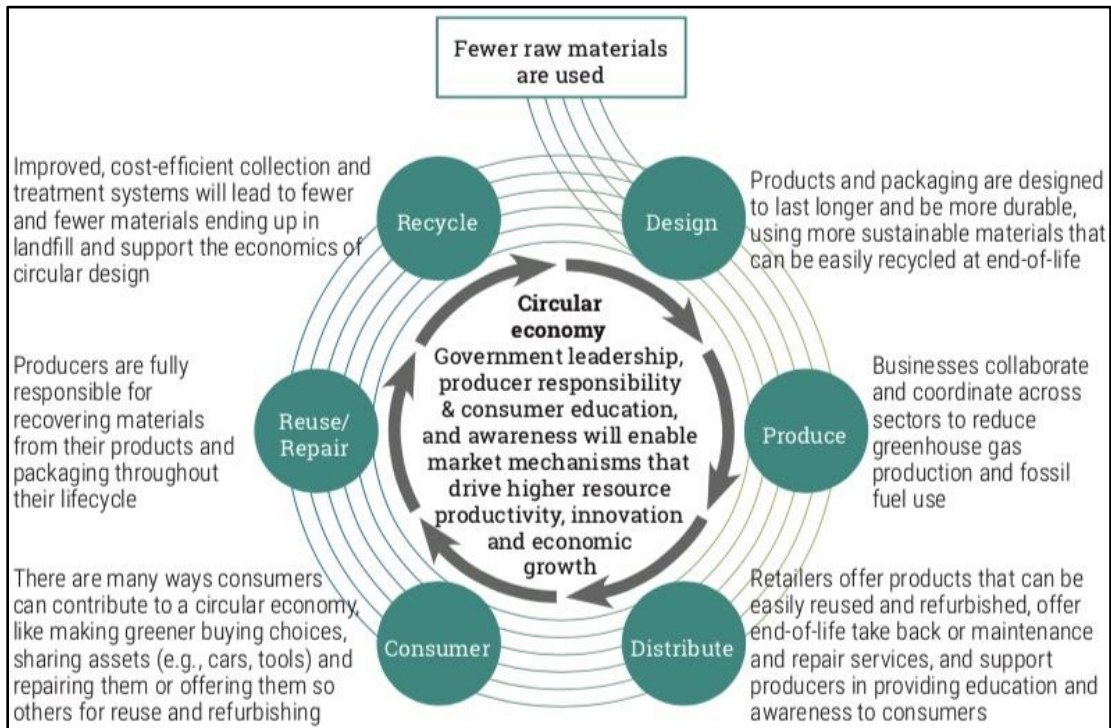 Fewer raw materials
are used
Improved, cost-efficient collection and
treatment systems will lead to fewer
and fewer materials ending up in
landfill and support the economics of
circular design
Recycle
Design
Products and packaging are designed
to last longer and be more durable,
using more sustainable materials that
can be easily recycled at end-of-life
Circular
economy
Government leadership,
producer responsibility
& consumer education,
and awareness will enable
market mechanisms that
drive higher resource
productivity, innovation
and economic
growth
Producers are fully
responsible for
recovering materials
from their products and
packaging throughout
their lifecycle
Reuse/
Repair
Produce
Businesses collaborate
and coordinate across
sectors to reduce
greenhouse gas
production and fossil
fuel use
There are many ways consumers
can contribute to a circular economy,
like making greener buying choices,
sharing assets (e.g., cars, tools) and
repairing them or offering them so
others for reuse and refurbishing
Consumer
Distribute
Retailers offer products that can be
easily reused and refurbished, offer
end-of-life take back or maintenance
and repair services, and support
producers in providing education and
awareness to consumers